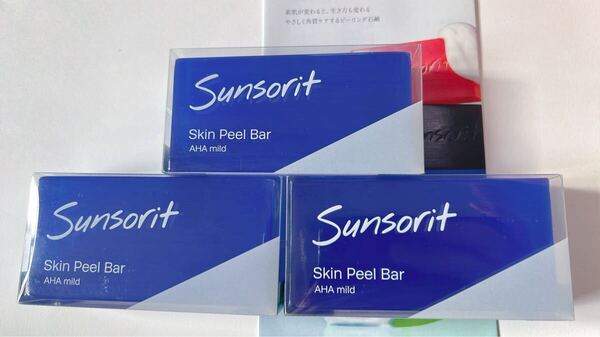 素肌が変わると、生き方も変わる
やさしく角質ケアするピーリング石鹸
Sunsorit
Skin Peel Bar
AHA mild
Sunsorit
Skin Peel Bar
AHA mild
Sunsorit
Skin Peel Bar
AHA mild